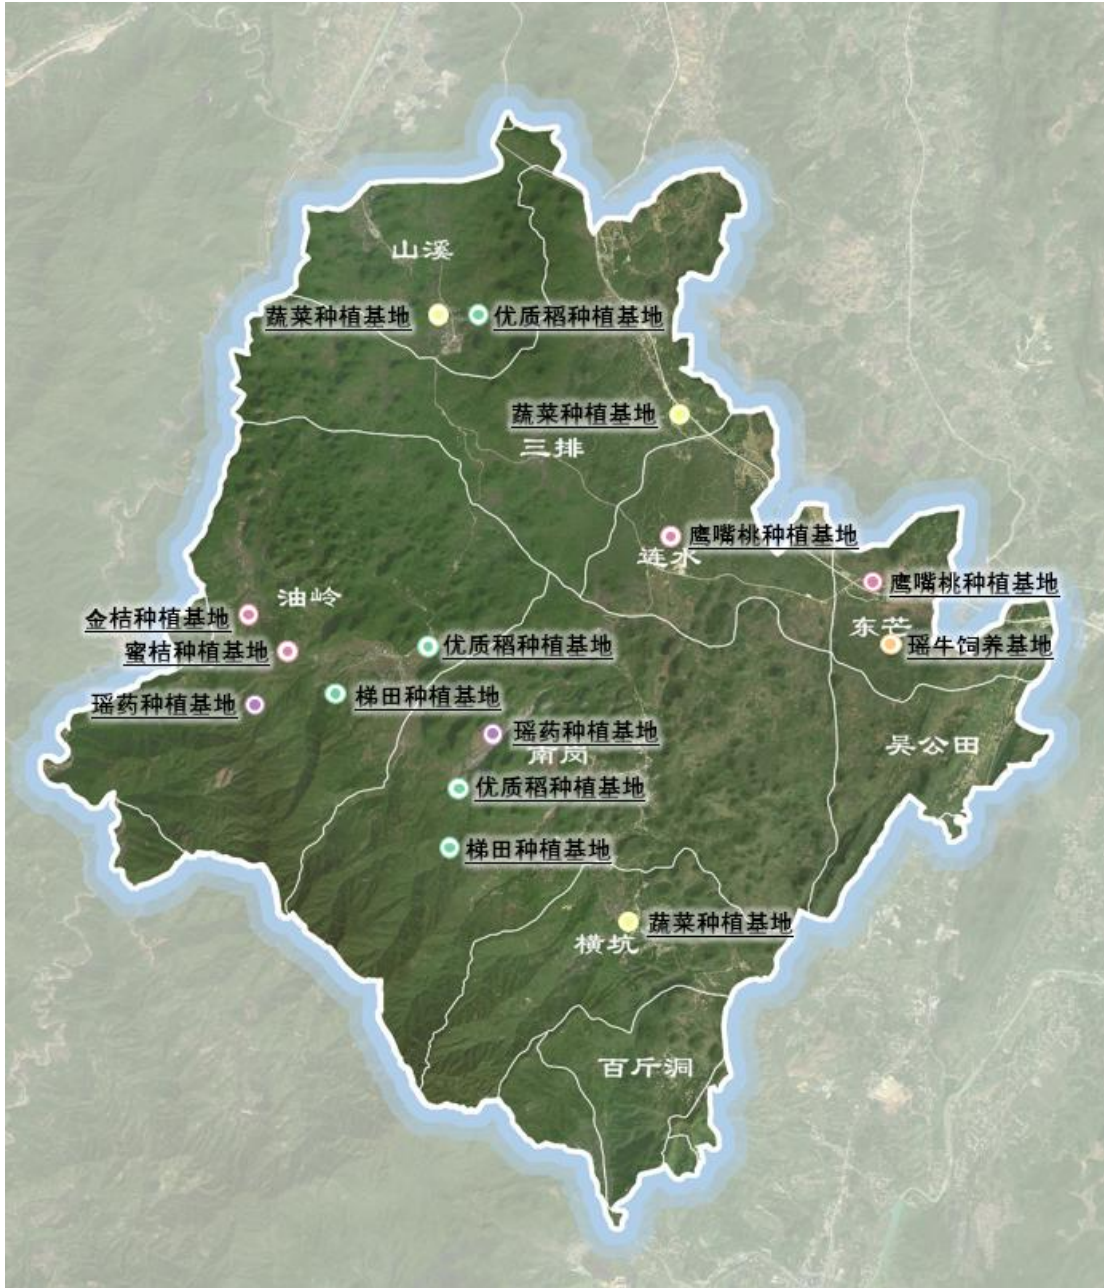 山溪
蔬菜种植基地
优质稻种植基地
蔬菜种植基地
三排
鹰嘴桃种植基地
连水
鹰嘴桃种植基地
油岭
金桔种植基地
东芒
优质稻种植基地
瑶牛饲养基地
蜜桔种植基地
梯田种植基地
瑶药种植基地
瑶药种植基地
吴公田
南岗
优质稻种植基地
梯田种植基地
蔬菜种植基地
横坑
百斤洞